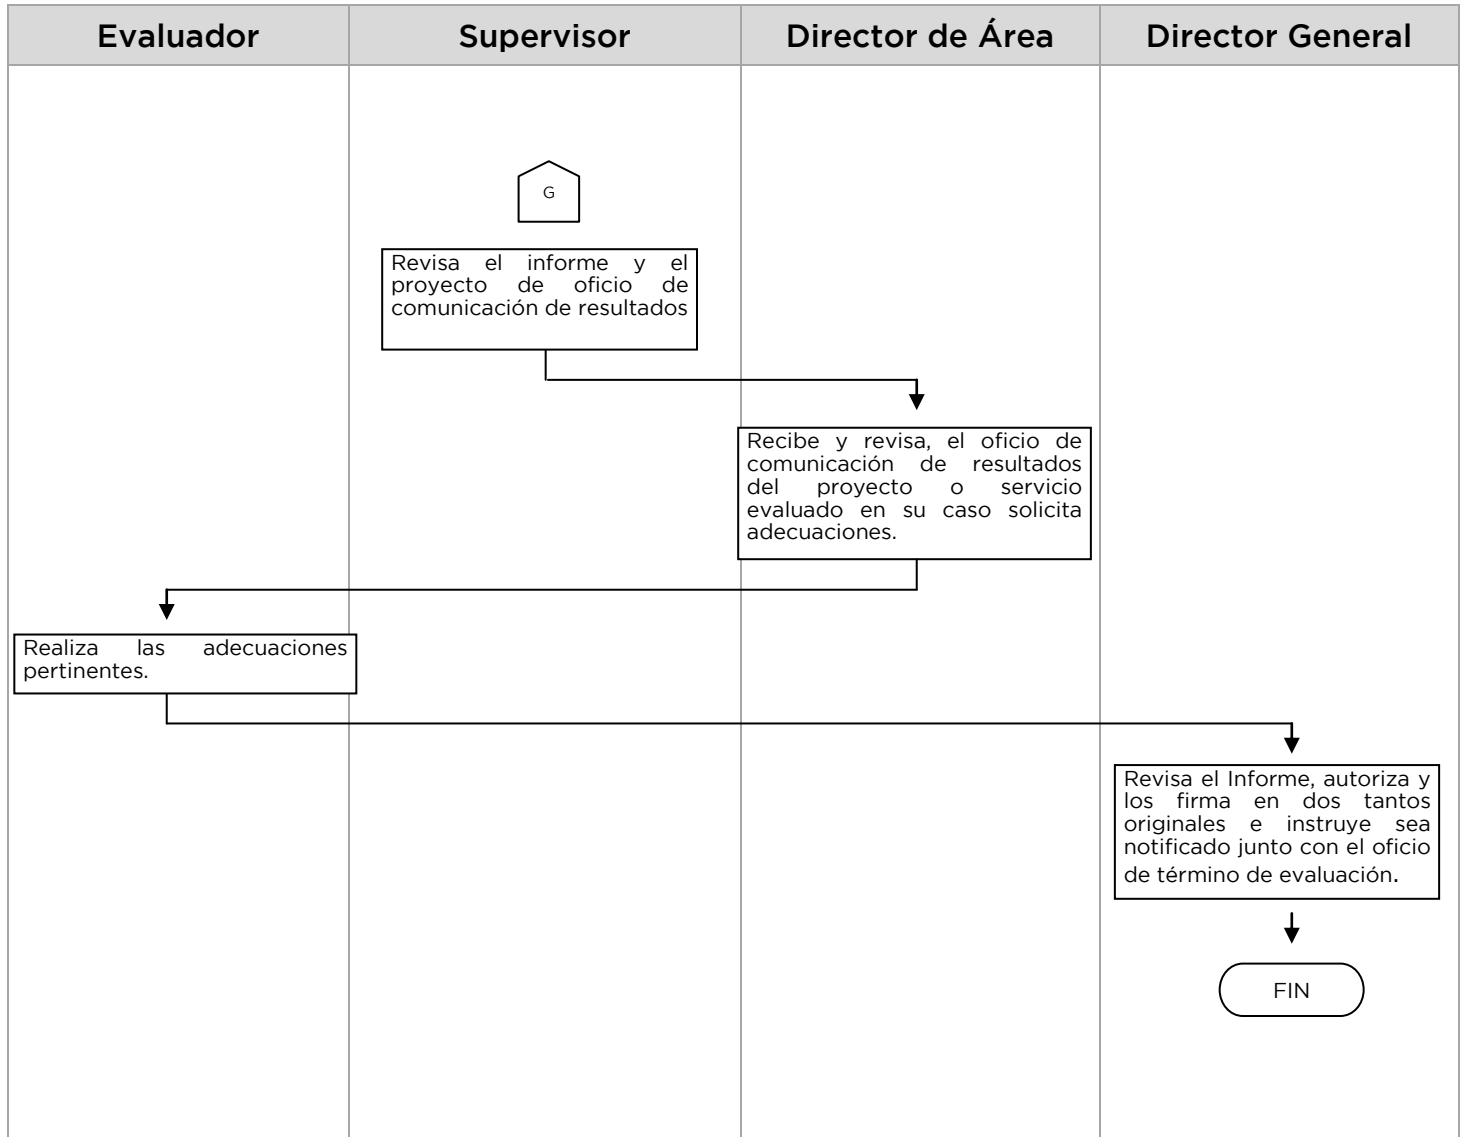 Evaluador
Supervisor
Director de Área
Director General
G
Revisa el informe y el
proyecto de oficio de
comunicación de resultados
Recibe y revisa, el oficio de
comunicación de resultados
del proyecto o servicio
evaluado en su caso solicita
adecuaciones.
Realiza las adecuaciones
pertinentes.
Revisa el Informe, autoriza y
los firma en dos tantos
originales e instruye sea
notificado junto con el oficio
de término de evaluación.
FIN